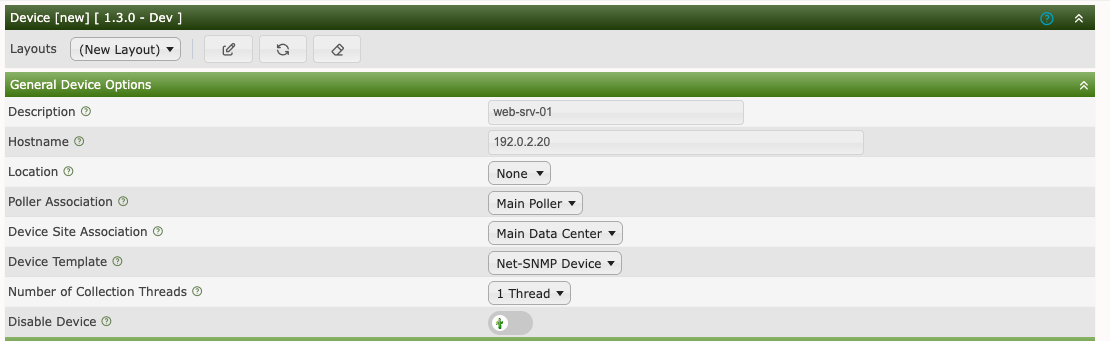 Device [new] [ 1.3.0 - Dev ]
Layouts (New Layout)
General Device Options
Description web-srv-01
Hostname 192.0.2.20
Location None
Poller Association Main Poller
Device Site Association Main Data Center
Device Template Net-SNMP Device
Number of Collection Threads 1 Thread
Disable Device